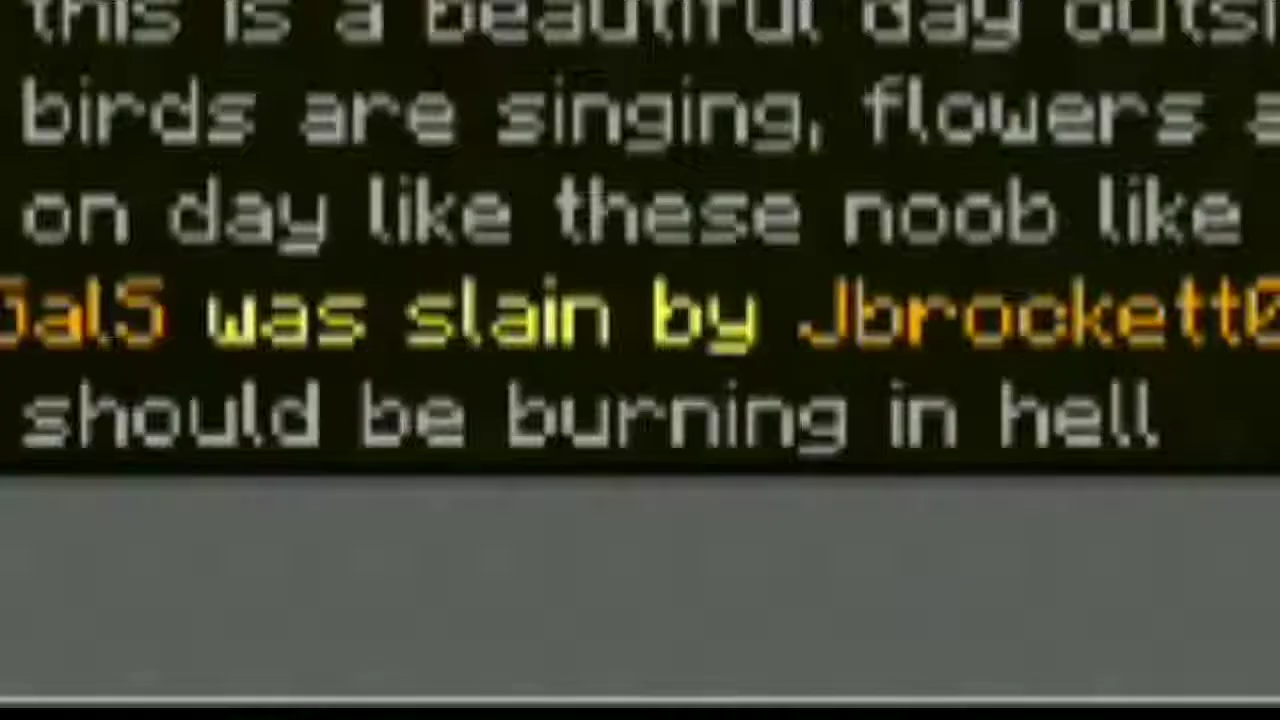 this is a beautiful day
birds are singing, flowers
on day like these noob like
was slain by
should be burning in hell